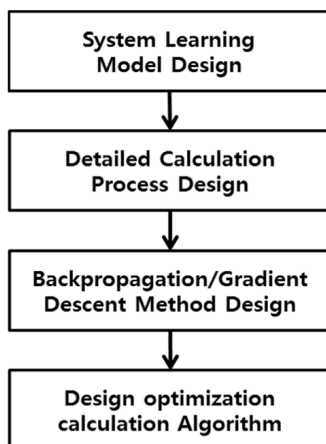 System Learning
Model Design
Detailed Calculation
Process Design
Backpropagation/Gradient
Descent Method Design
Design optimization
calculation Algorithm